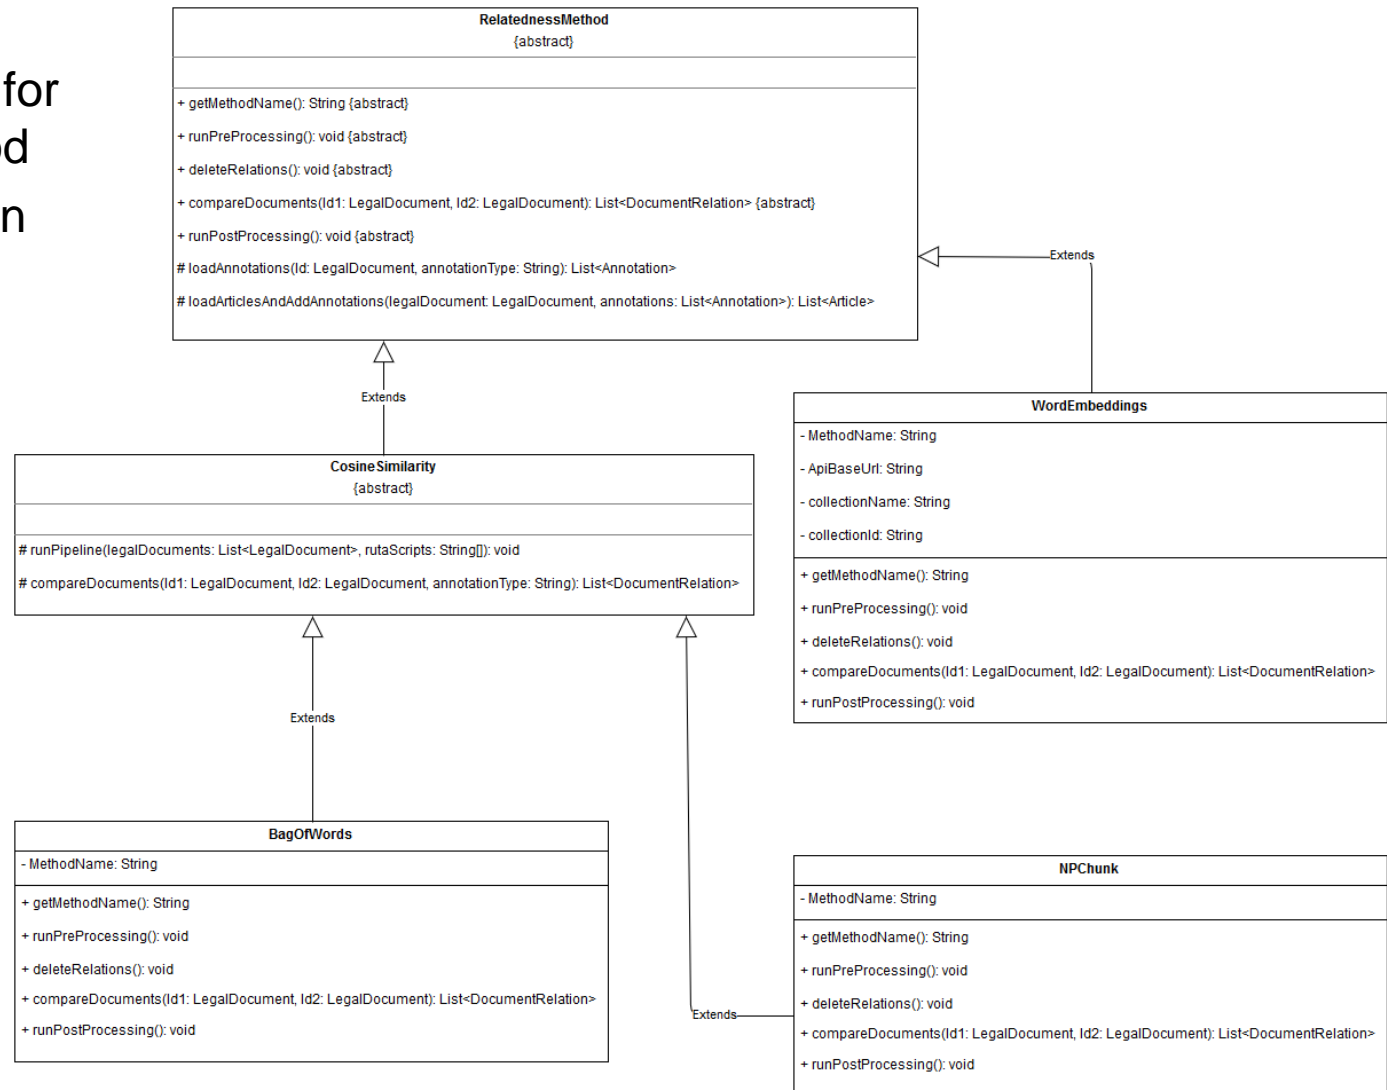 for
od
n
RelatednessMethod
{abstract}
+ getMethodName(): String {abstract}
+ runPreProcessing(): void {abstract}
+ deleteRelations(): void {abstract}
+ compareDocuments(ld1: LegalDocument, ld2: LegalDocument): List<DocumentRelation> {abstract}
+ runPostProcessing(): void {abstract}
# loadAnnotations(ld: LegalDocument, annotationType: String): List<Annotation>
# loadArticlesAndAddAnnotations(legalDocument: LegalDocument, annotations: List<Annotation>): List<Article>
Extends
Extends
CosineSimilarity
{abstract}
# runPipeline(legalDocuments: List<LegalDocument>, rutaScripts: String[]): void
# compareDocuments(ld1: LegalDocument, ld2: LegalDocument, annotationType: String): List<DocumentRelation>
WordEmbeddings
- MethodName: String
- ApiBaseUrl: String
- collectionName: String
- collectionId: String
+ getMethodName(): String
+ runPreProcessing(): void
+ deleteRelations(): void
+ compareDocuments(ld1: LegalDocument, ld2: LegalDocument): List<DocumentRelation>
+ runPostProcessing(): void
Extends
BagOfWords
- MethodName: String
+ getMethodName(): String
+ runPreProcessing(): void
+ deleteRelations(): void
+ compareDocuments(ld1: LegalDocument, ld2: LegalDocument): List<DocumentRelation>
+ runPostProcessing(): void
Extends
NPChunk
- MethodName: String
+ getMethodName(): String
+ runPreProcessing(): void
+ deleteRelations(): void
+ compareDocuments(ld1: LegalDocument, ld2: LegalDocument): List<DocumentRelation>
+ runPostProcessing(): void